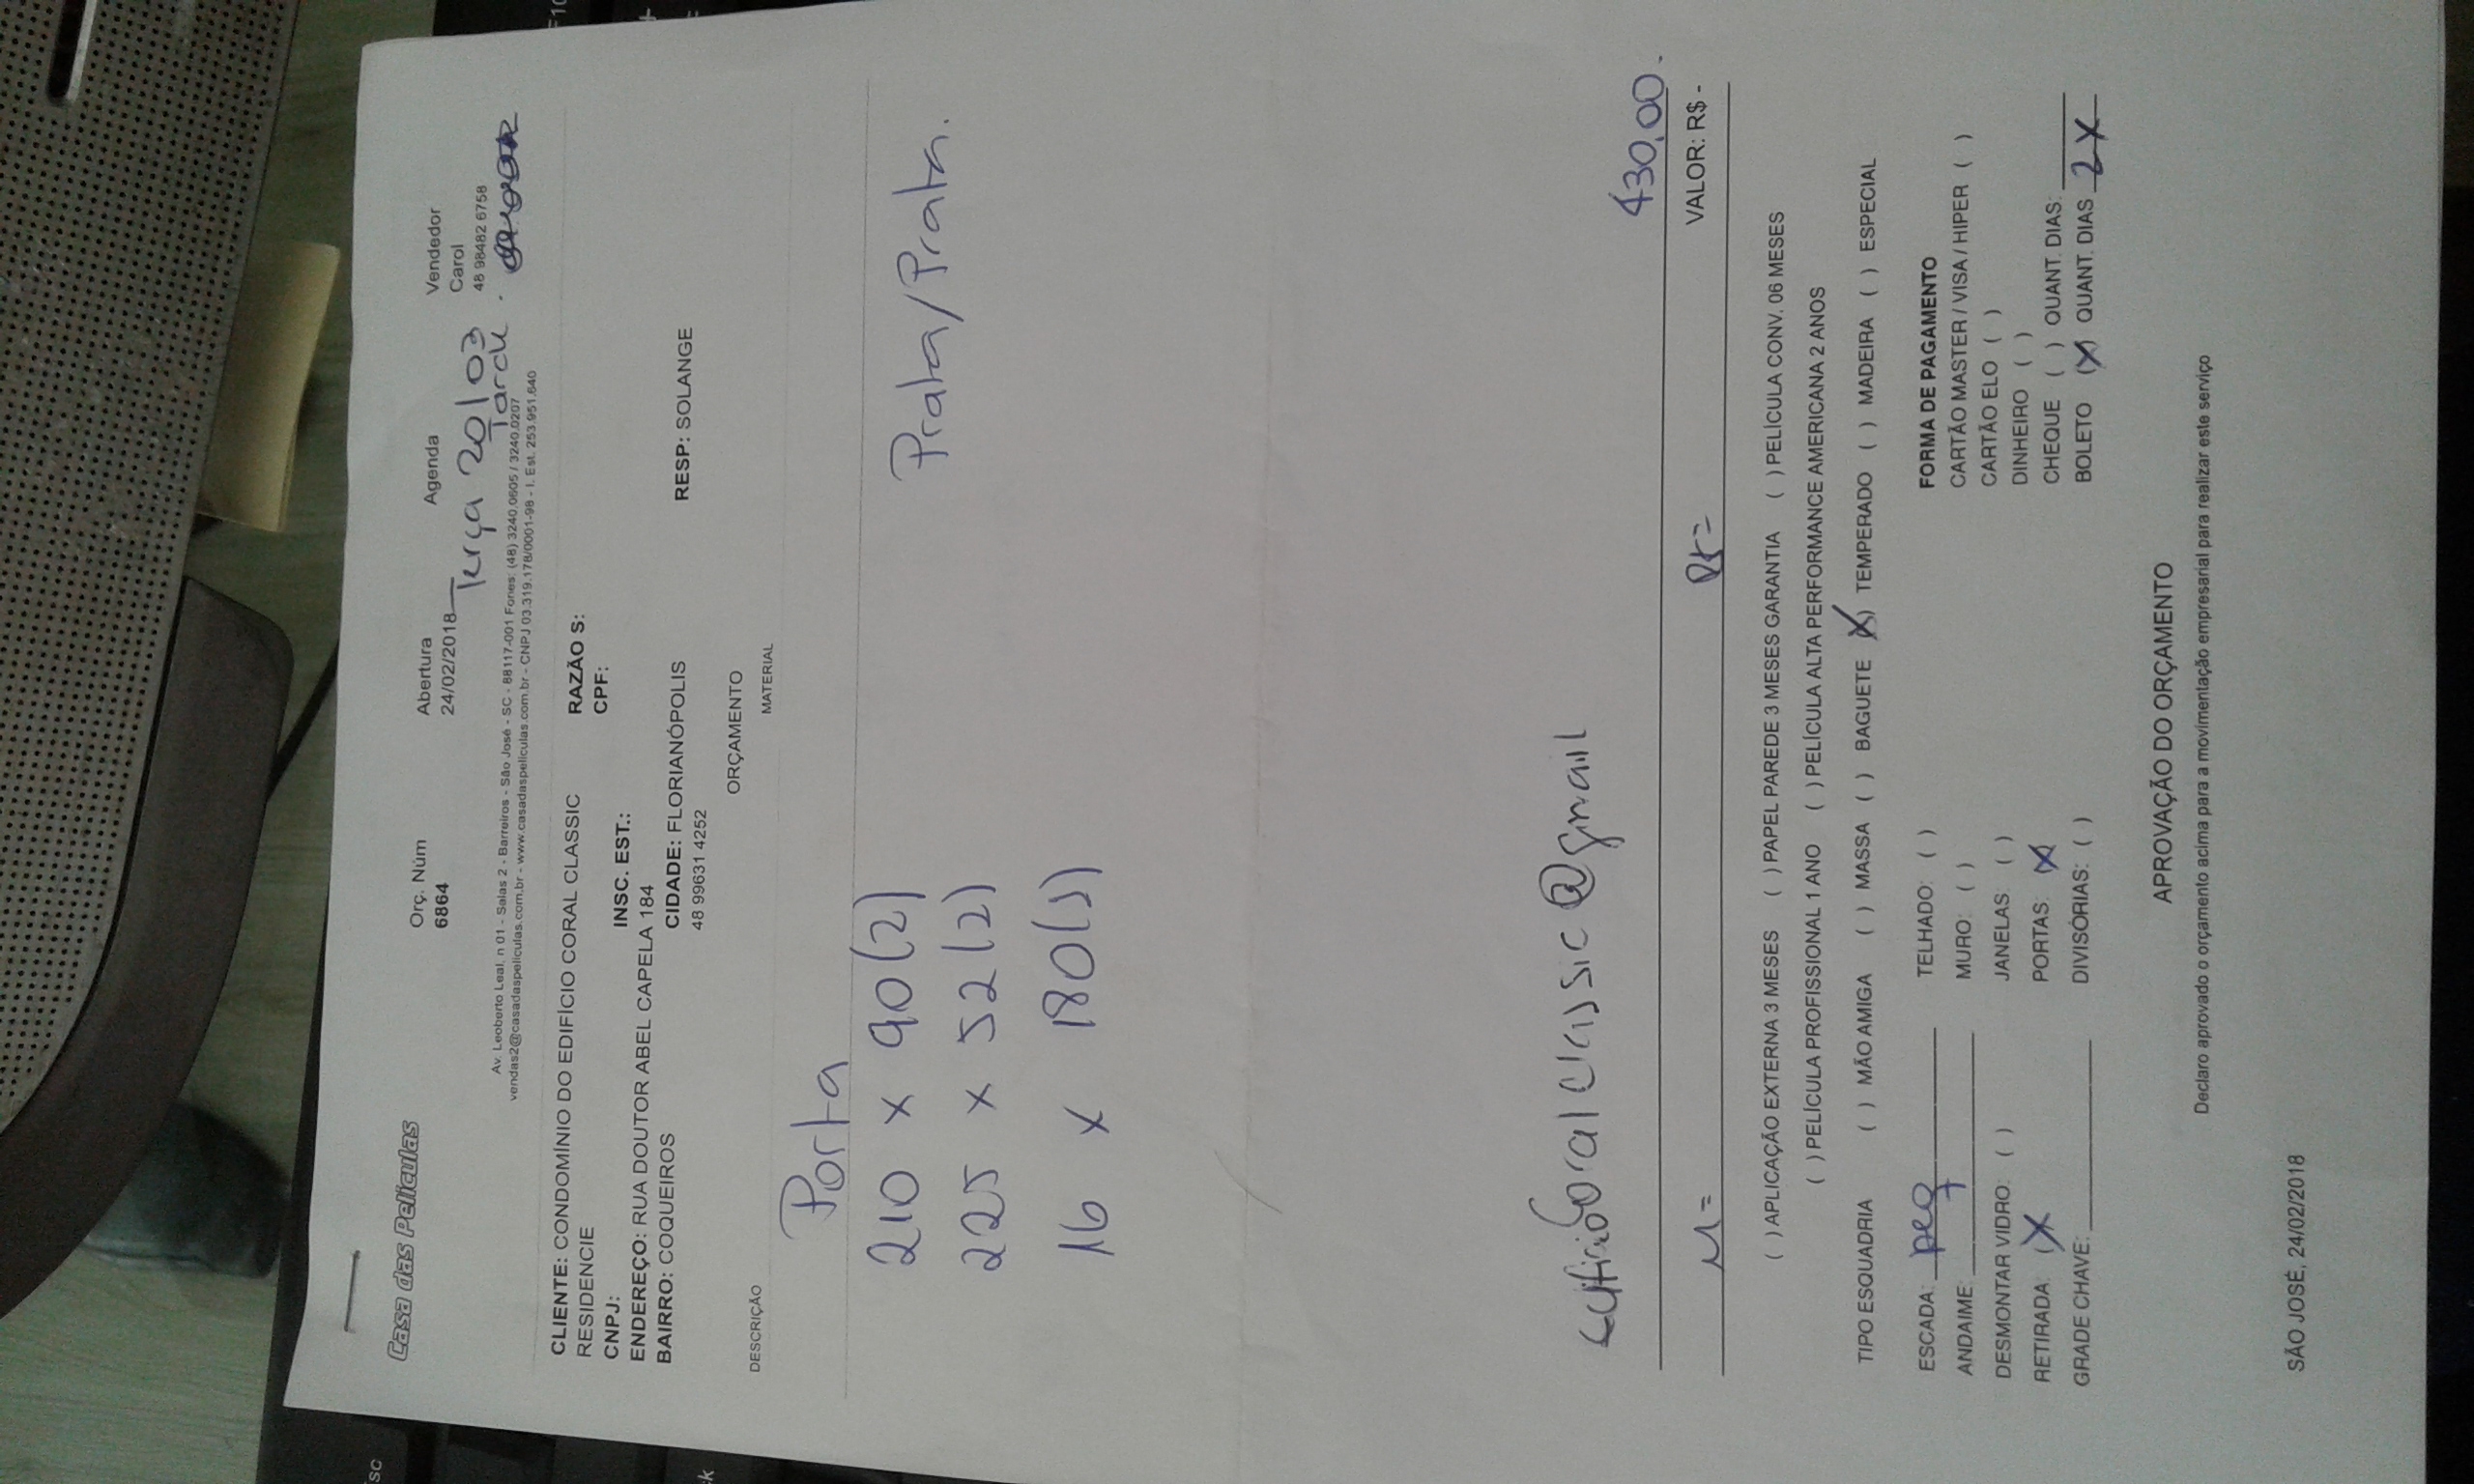 Casa das Peliculas
Orç. Núm
6864
Abertura
24/02/2018
Agenda
Terça 20/03
Tarde
Vendedor
Carol
48 98482 6758
Av. Leoberto Leal, n 01 - Salas 2 - Barreiros - São José - SC - 88117-001 Fones: (48) 3240.0605 / 3240.0207
vendas2@casadaspeliculas.com.br - www.casadaspeliculas.com.br - CNPJ 03.319.178/0001-98 - I. Est. 253.951.640
CLIENTE: CONDOMÍNIO DO EDIFÍCIO CORAL CLASSIC RAZÃO S:
RESIDENCIE CPF:
CNPJ: INSC. EST.:
ENDEREÇO: RUA DOUTOR ABEL CAPELA 184
BAIRRO: COQUEIROS CIDADE: FLORIANÓPOLIS RESP: SOLANGE
48 99631 4252
ORÇAMENTO
DESCRIÇÃO MATERIAL
Porta
210 x 90(2) Prata/Prata.
225 x 52(2)
16 x 180(1)
coralclassic@gmail
430,00.
M= VALOR: R$ -
( ) APLICAÇÃO EXTERNA 3 MESES ( ) PAPEL PAREDE 3 MESES GARANTIA ( ) PELÍCULA CONV. 06 MESES
( ) PELÍCULA PROFISSIONAL 1 ANO ( ) PELÍCULA ALTA PERFORMANCE AMERICANA 2 ANOS
TIPO ESQUADRIA ( ) MÃO AMIGA ( ) MASSA ( ) BAGUETE (X) TEMPERADO ( ) MADEIRA ( ) ESPECIAL
ESCADA: peq TELHADO: ( ) FORMA DE PAGAMENTO
ANDAIME: MURO: ( ) CARTÃO MASTER / VISA / HIPER ( )
DESMONTAR VIDRO: ( ) JANELAS ( ) CARTÃO ELO ( )
RETIRADA (X PORTAS: (X) DINHEIRO ( )
GRADE CHAVE: DIVISÓRIAS: ( ) CHEQUE ( ) QUANT. DIAS:
BOLETO (X) QUANT. DIAS 2X
APROVAÇÃO DO ORÇAMENTO
Declaro aprovado o orçamento acima para a movimentação empresarial para realizar este serviço
SÃO JOSÉ, 24/02/2018